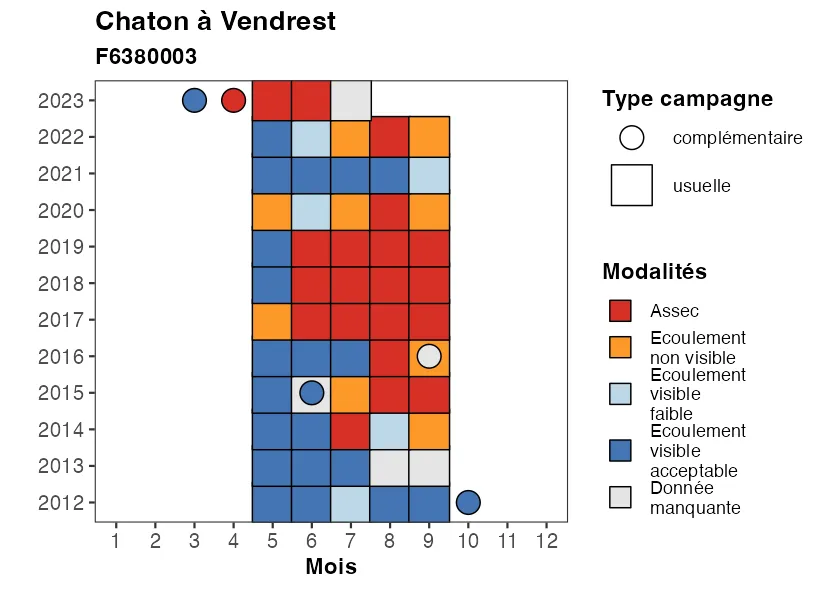 Chaton à Vendrest
F6380003
2023
2022
2021
2020
2019
2018
2017
2016
2015
2014
2013
2012
1 2 3 4 5 6 7 8 9 10 11 12
Mois
Type campagne
complémentaire
usuelle
Modalités
Assec
Ecoulement
non visible
Ecoulement
visible
faible
Ecoulement
visible
acceptable
Donnée
manquante